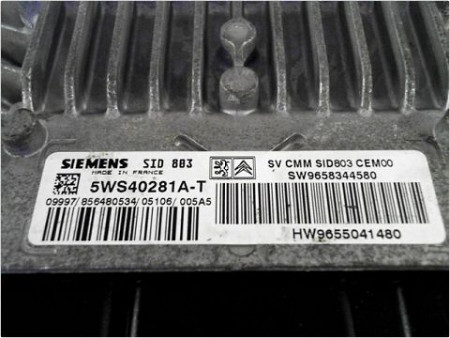 SIEMENS SID 803
MADE IN FRANCE
5WS40281A-T
09997/856480534/05106/005A5
SV CMM SID803 CEM00
SW9658344580
HW9655041480